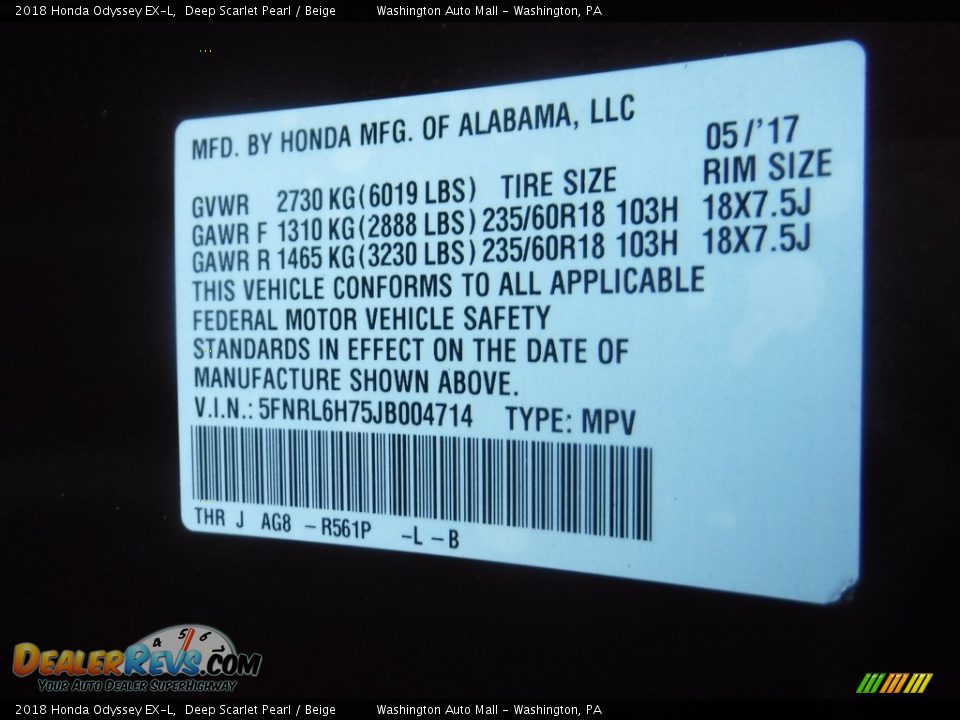 2018 Honda Odyssey EX-L, Deep Scarlet Pearl / Beige Washington Auto Mall - Washington, PA
MFD. BY HONDA MFG. OF ALABAMA, LLC 05/'17
GVWR 2730 KG(6019 LBS) TIRE SIZE RIM SIZE
GAWR F 1310 KG(2888 LBS) 235/60R18 103H 18X7.5J
GAWR R 1465 KG(3230 LBS) 235/60R18 103H 18X7.5J
THIS VEHICLE CONFORMS TO ALL APPLICABLE
FEDERAL MOTOR VEHICLE SAFETY
STANDARDS IN EFFECT ON THE DATE OF
MANUFACTURE SHOWN ABOVE.
V.I.N.: 5FNRL6H75JB004714 TYPE: MPV
THR J AG8 -R561P -L -B
4 5 6
DEALERREVS.COM
YOUR AUTO DEALER SUPERHIGHWAY
2018 Honda Odyssey EX-L, Deep Scarlet Pearl / Beige Washington Auto Mall - Washington, PA